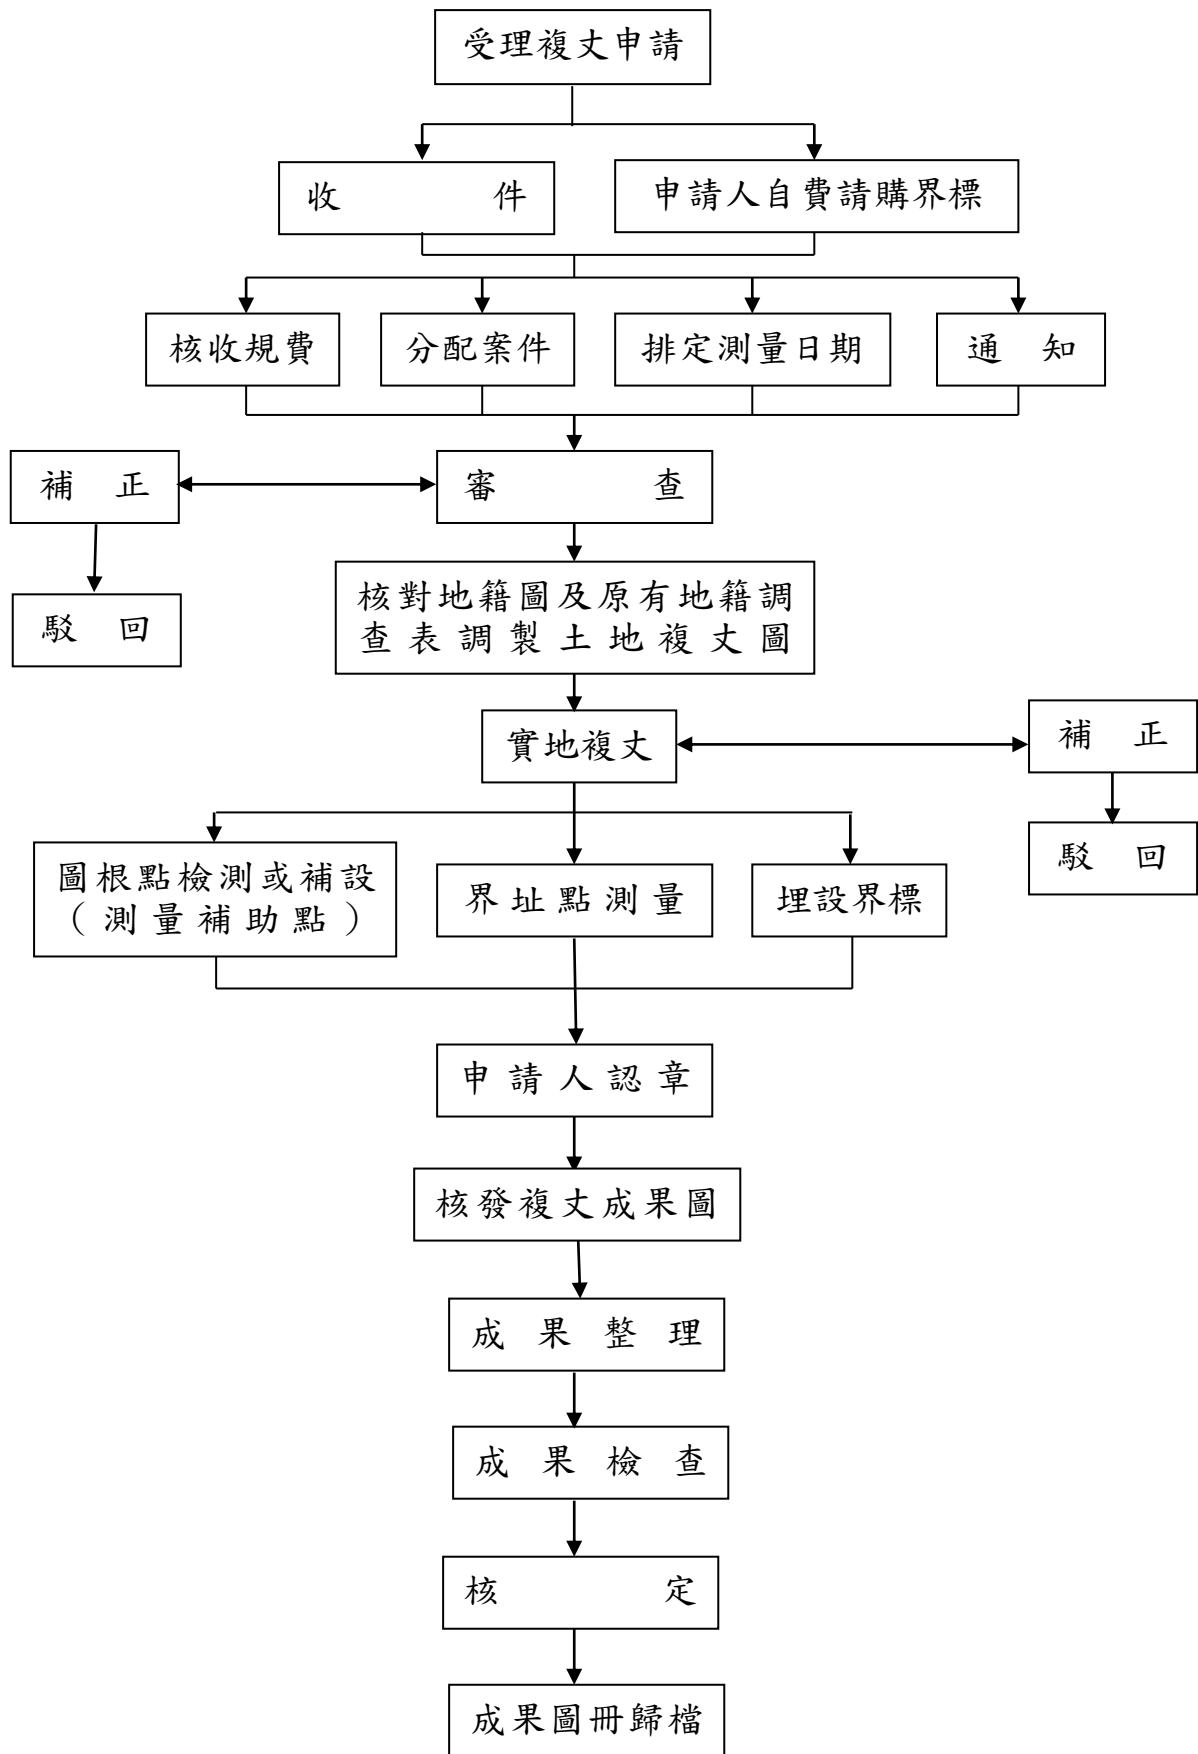 受理複丈申請
收件
申請人自費請購界標
核收規費
分配案件
排定測量日期
通知
補正
審查
駁回
核對地籍圖及原有地籍調
查表調製土地複丈圖
實地複丈
補正
駁回
圖根點檢測或補設
（測量補助點）
界址點測量
埋設界標
申請人認章
核發複丈成果圖
成果整理
成果檢查
核定
成果圖冊歸檔